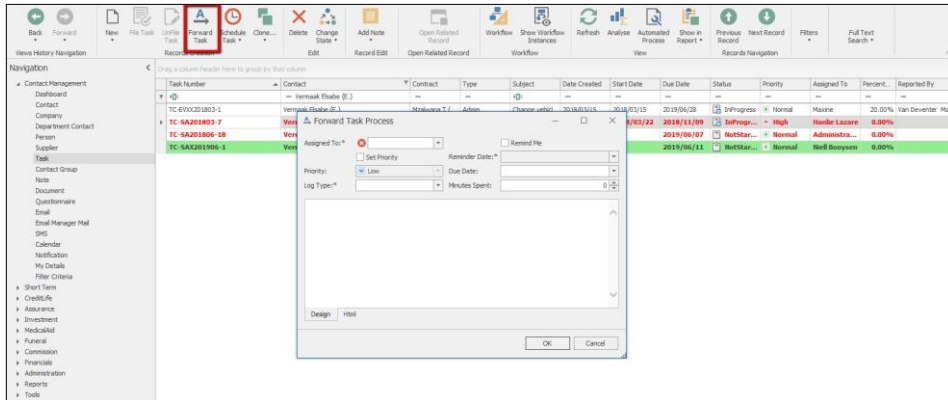 Back Forward New File Task UnFile Task Forward Task Schedule Task Clone... Delete Change State Add Note Open Related Record Workflow Show Workflow Instances Refresh Analyse Automated Process Show in Report Previous Record Next Record Filters Full Text Search
Views History Navigation Records Creation Edit Record Edit Open Related Record Workflow View Records Navigation
Navigation
Drag a column header here to group by that column
Task Number Contact Contract Type Subject Date Created Start Date Due Date Status Priority Assigned To Percent... Reported By
Vermaak Elsabe (E.)
TC-EVXX201803-1 Vermaak Elsabe (E.) Admin 2018/03/15 2018/03/15 2019/06/28 InProgress Normal Maxine 20.00% Van Deventer
TC-SA201803-7 Ver 8/03/22 2018/11/09 InProgr... High Hanlie Lazare 0.00%
TC-SA201806-18 Ver 2019/06/07 NotStar... Normal Administra... 0.00%
TC-SAX201906-1 Ver 2019/06/11 NotStar... Normal Niell Booysen 0.00%
Contact Management
Dashboard
Contact
Company
Department Contact
Person
Supplier
Task
Contact Group
Note
Document
Questionnaire
Email
Email Manager Mail
SMS
Calendar
Notification
My Details
Filter Criteria
Short Term
CreditLife
Assurance
Investment
MedicalAid
Funeral
Commission
Financials
Administration
Reports
Tools
Forward Task Process
Assigned To:* Remind Me
Set Priority Reminder Date:*
Priority: Low Due Date:
Log Type:* Minutes Spent: 0
Design Html
OK Cancel